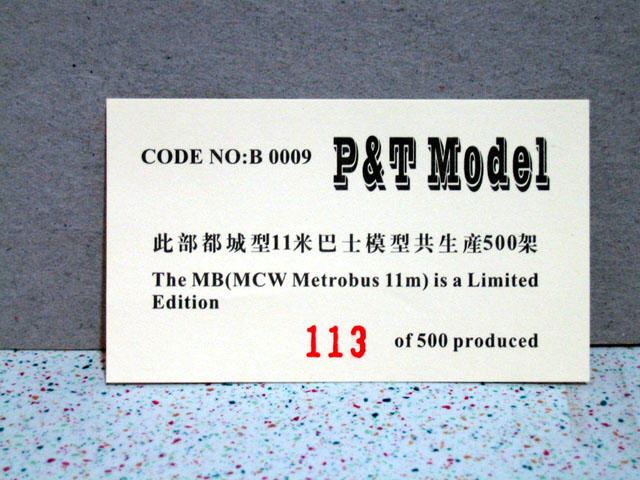 CODE NO:B 0009 P&T Model
此部都城型11米巴士模型共生産500架
The MB(MCW Metrobus 11m) is a Limited
Edition
113 of 500 produced